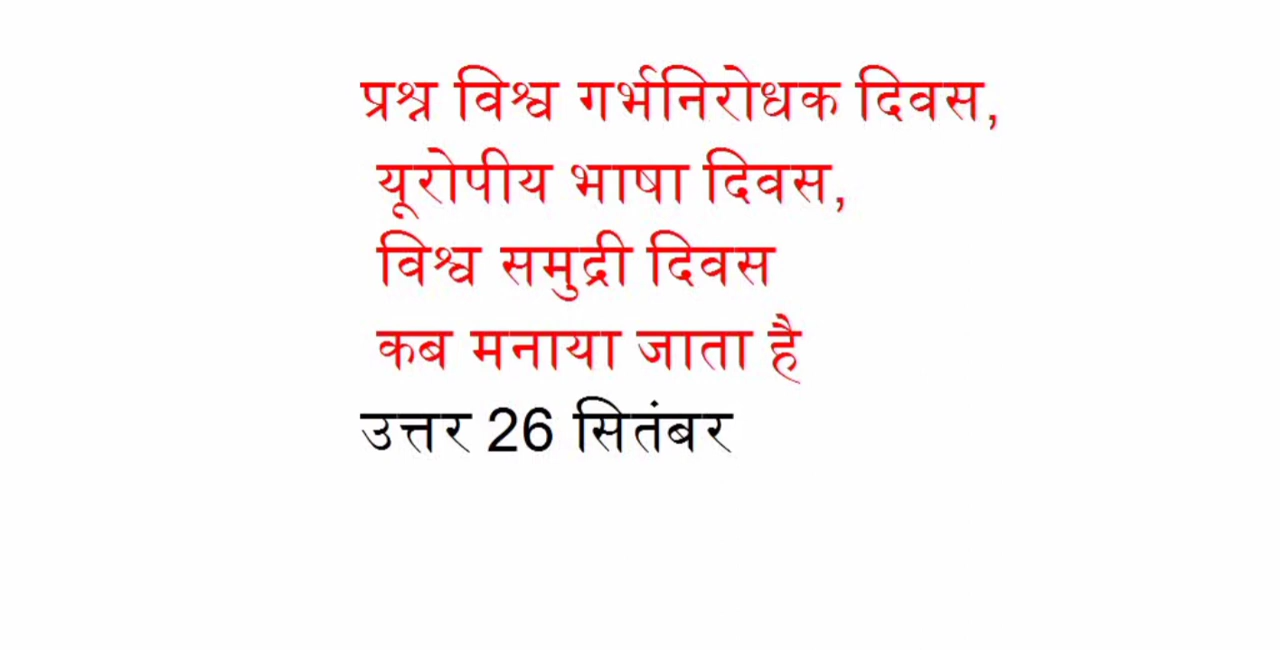 प्रश्न विश्व गर्भनिरोधक दिवस,
यूरोपीय भाषा दिवस,
विश्व समुद्री दिवस
कब मनाया जाता है
उत्तर 26 सितंबर